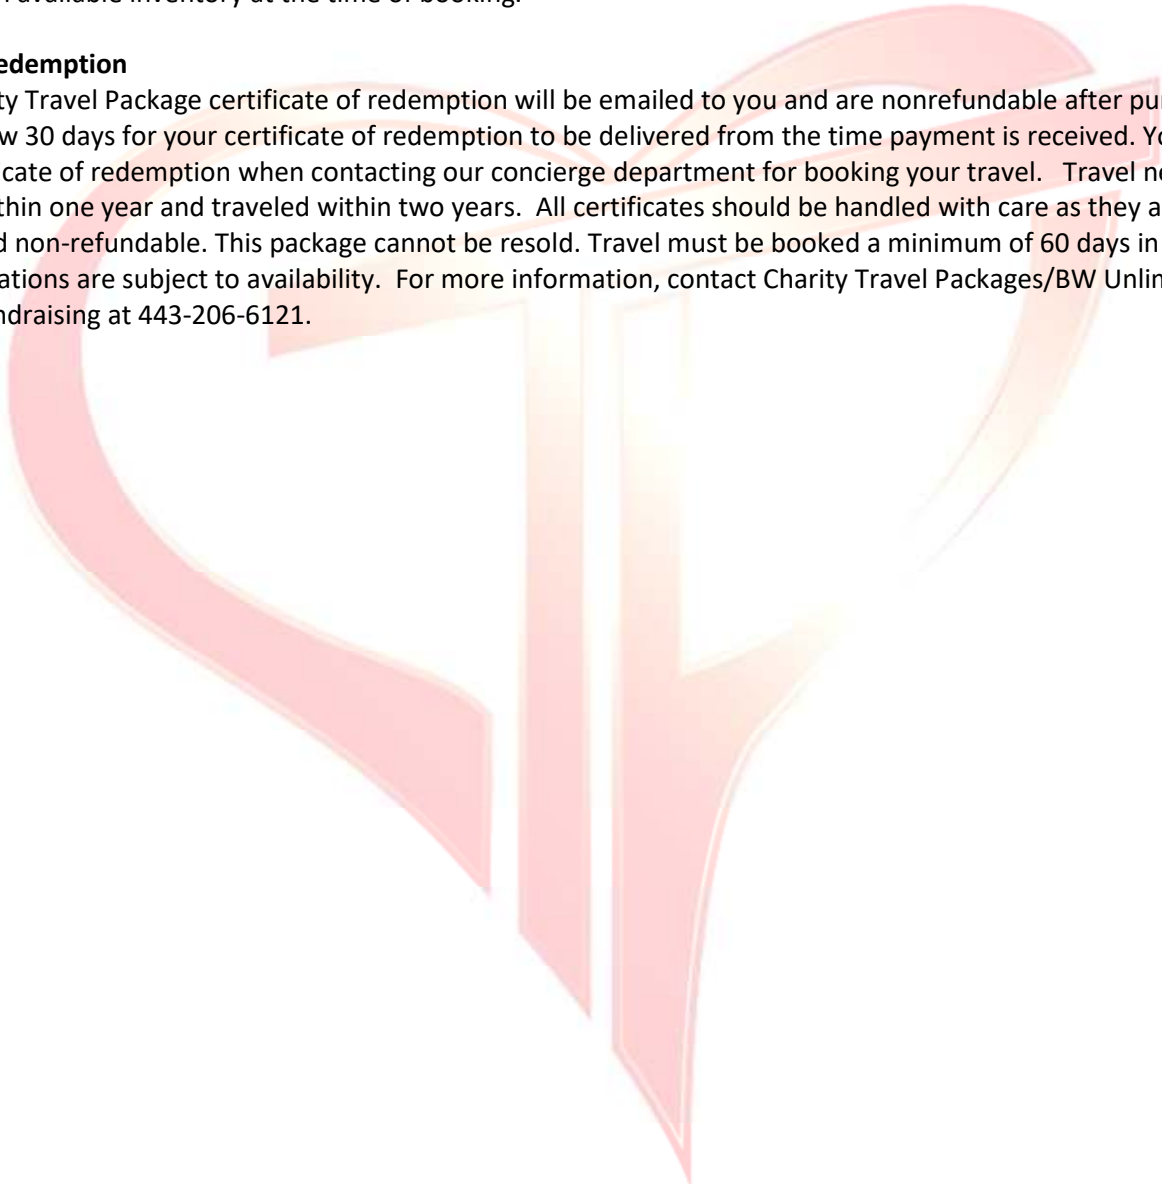 available inventory at the time of booking.
edemption
ty Travel Package certificate of redemption will be emailed to you and are nonrefundable after pur
w 30 days for your certificate of redemption to be delivered from the time payment is received. Yo
icate of redemption when contacting our concierge department for booking your travel. Travel ne
thin one year and traveled within two years. All certificates should be handled with care as they a
d non-refundable. This package cannot be resold. Travel must be booked a minimum of 60 days in
ations are subject to availability. For more information, contact Charity Travel Packages/BW Unlin
ndraising at 443-206-6121.